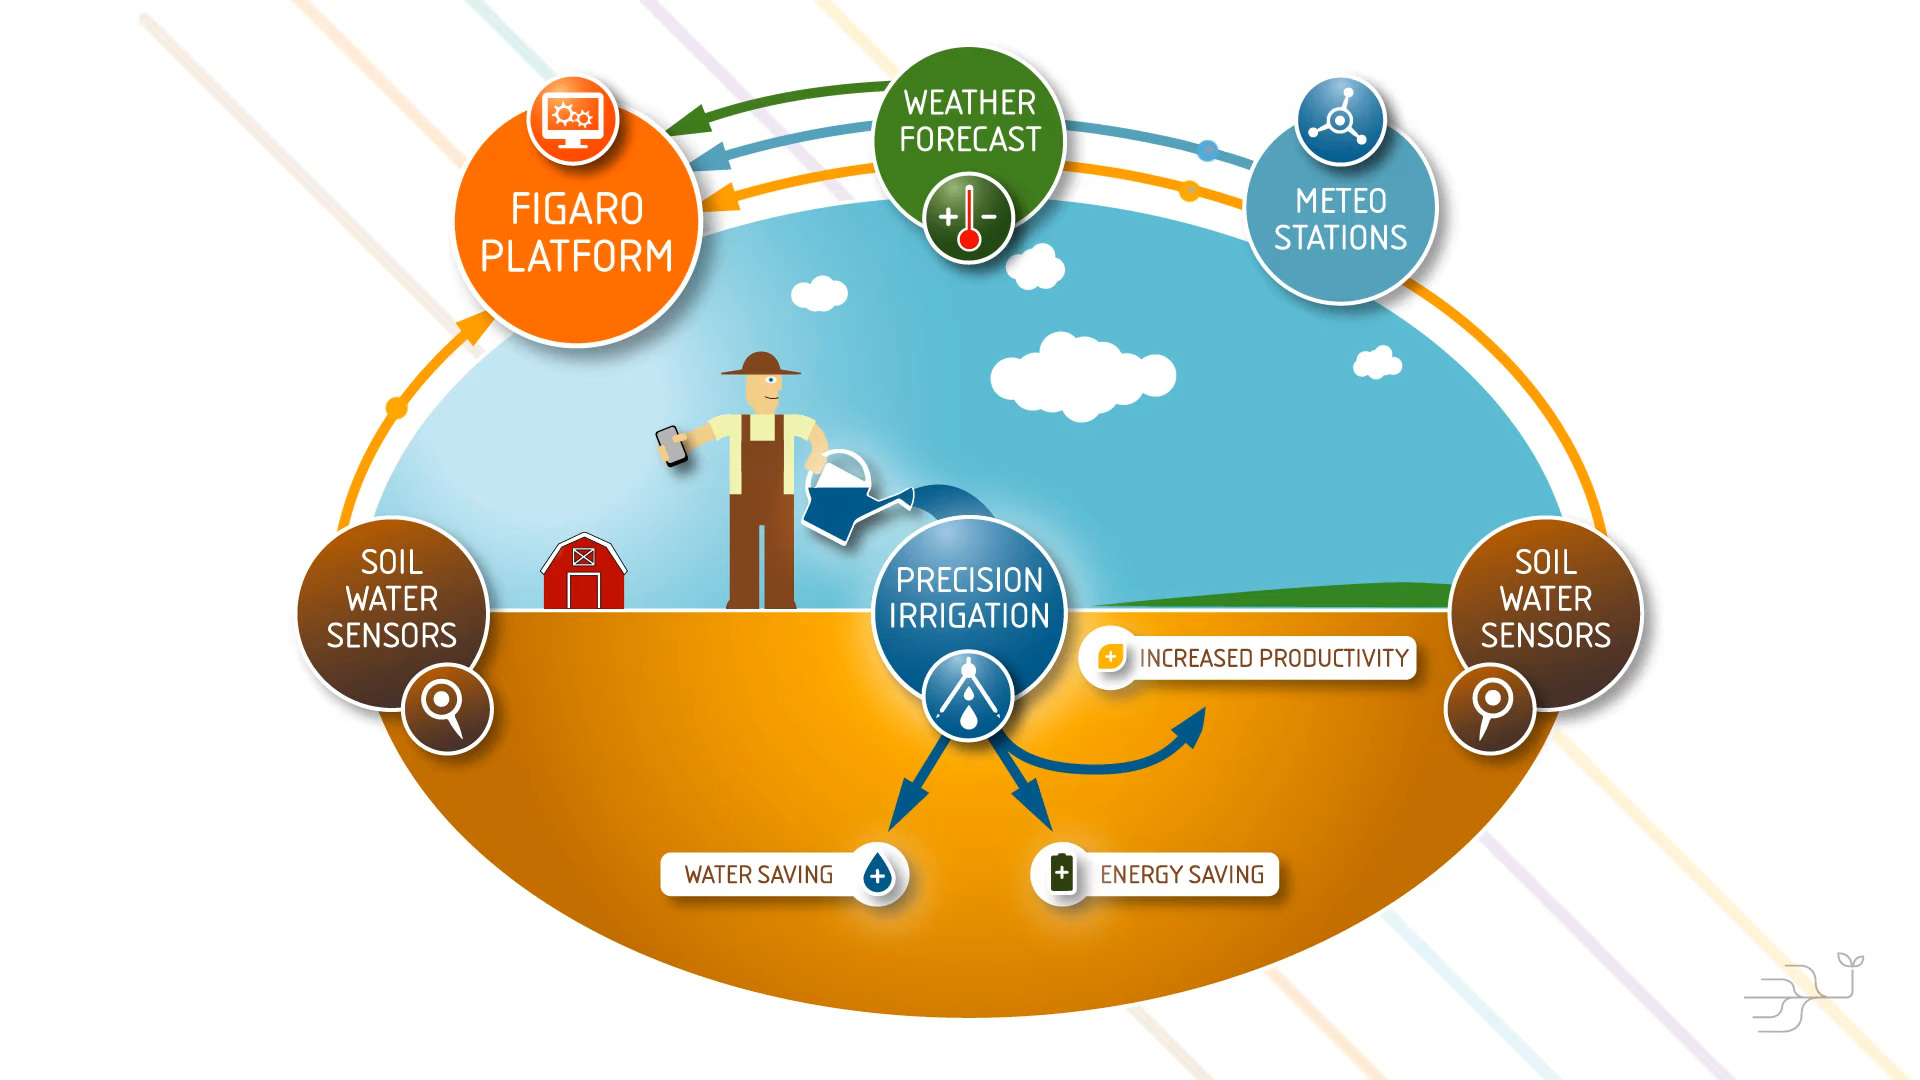 WEATHER
FORECAST
FIGARO
PLATFORM
METEO
STATIONS
SOIL
WATER
SENSORS
PRECISION
IRRIGATION
SOIL
WATER
SENSORS
INCREASED PRODUCTIVITY
WATER SAVING
ENERGY SAVING